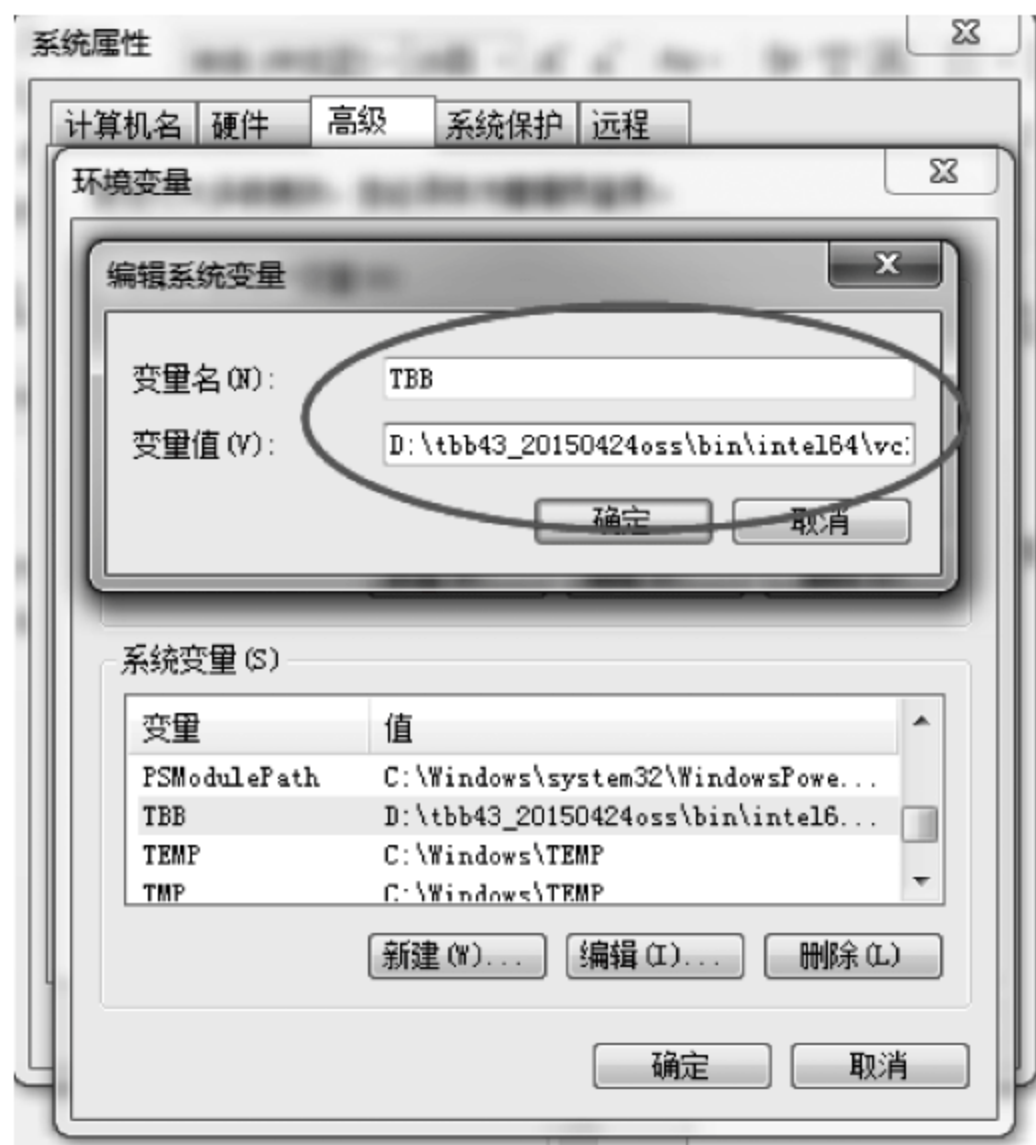 系统属性
计算机名 硬件 高级 系统保护 远程
环境变量
编辑系统变量
变量名(N): TBB
变量值(V): D:\tbb43_20150424oss\bin\intel64\vc
确定 取消
系统变量(S)
变量 值
PSModulePath C:\Windows\system32\WindowsPowe...
TBB D:\tbb43_20150424oss\bin\intel6...
TEMP C:\Windows\TEMP
TMP C:\Windows\TEMP
新建(W)... 编辑(I)... 删除(L)
确定 取消